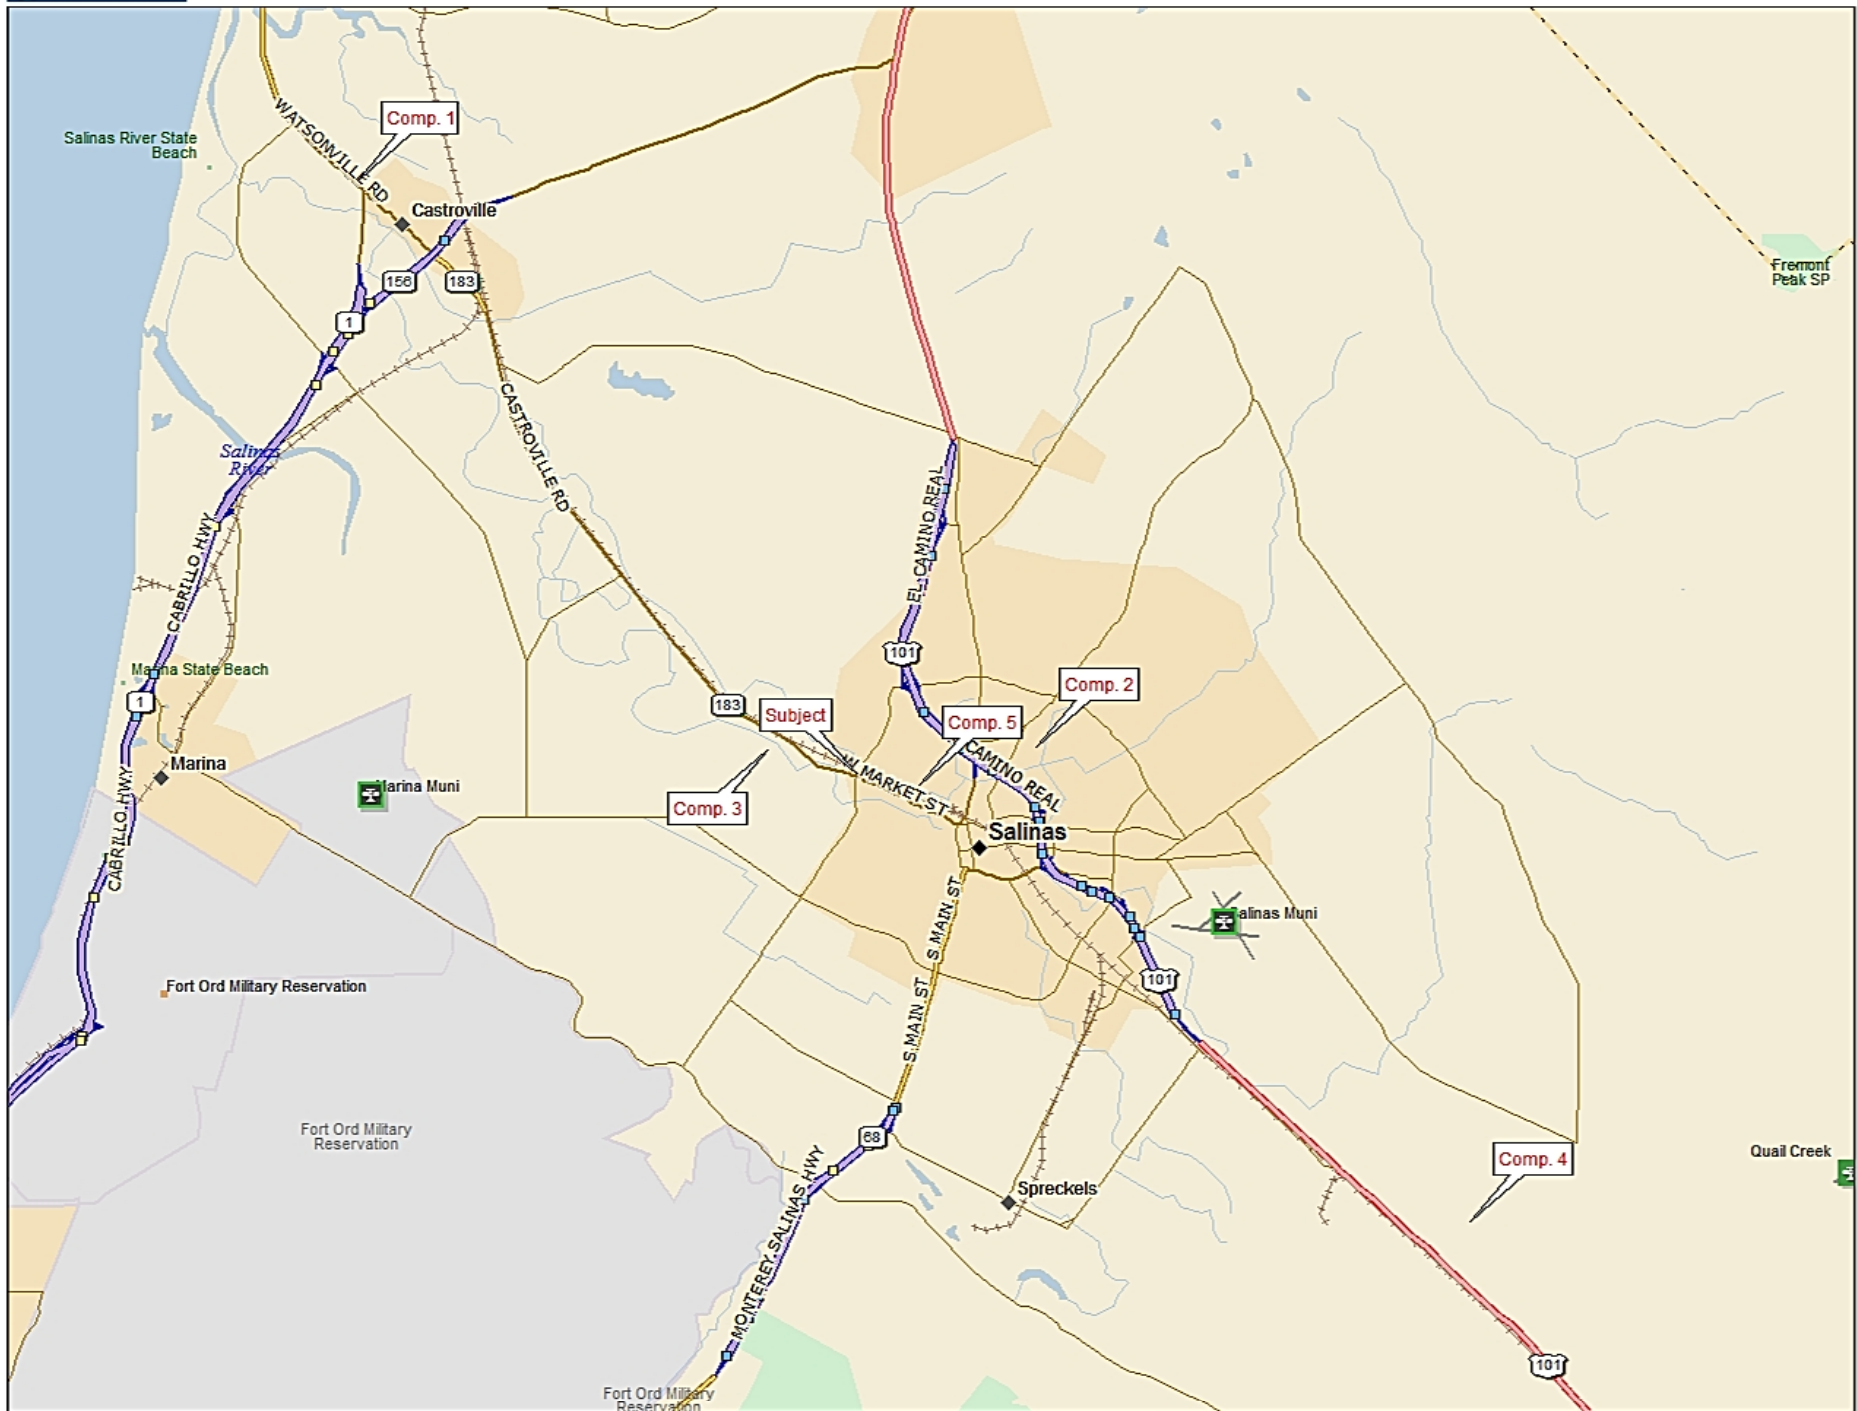 WATSONVILLE RD
Comp. 1
Salinas River State
Beach
Castroville
156
183
1
Fremont
Peak SP
CASTROVILLE RD
Salinas
River
EL CAMINO REAL
CABRILLO HWY
101
Marina State Beach
Comp. 2
1
183
Subject
Comp. 5
CAMINO REAL
Marina
W MARKET ST
Marina Muni
Comp. 3
CABRILLO HWY
Salinas
S MAIN ST
Salinas Muni
101
Fort Ord Military Reservation
S MAIN ST
Fort Ord Military
Reservation
68
Comp. 4
Quail Creek
Spreckels
MONTEREY SALINAS HWY
101
Fort Ord Military
Reservation